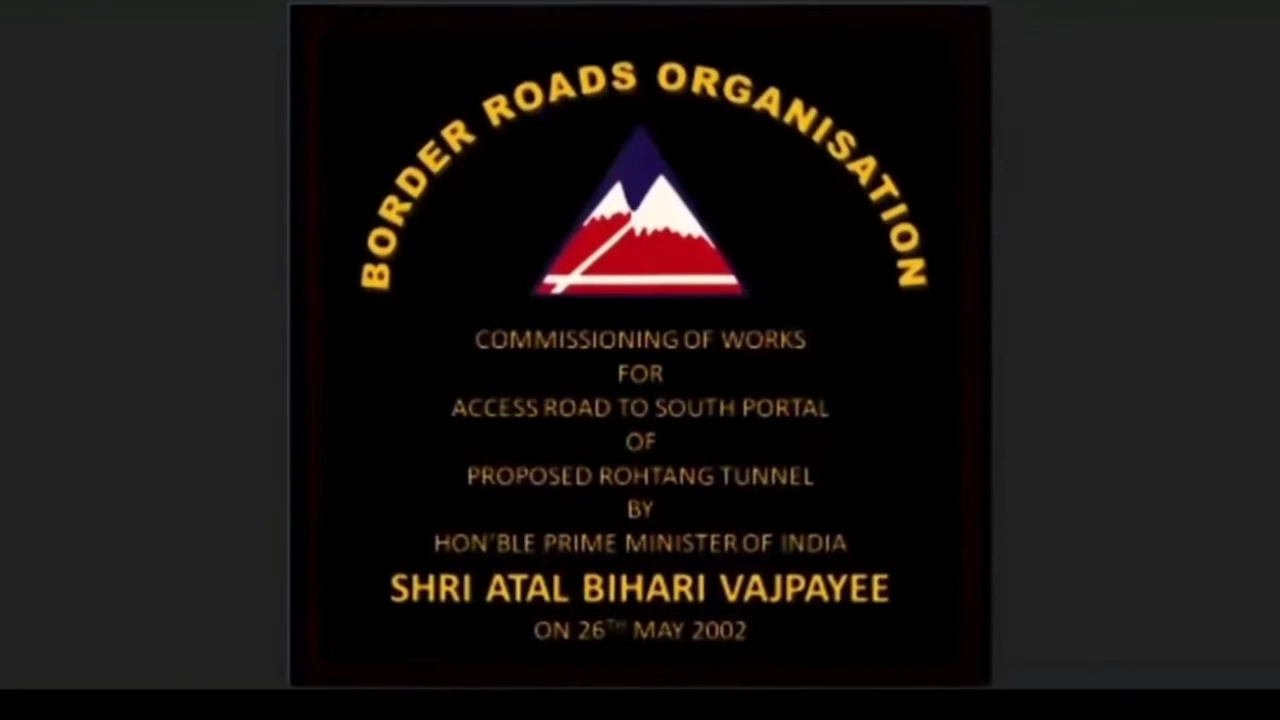 BORDER ROADS ORGANISATION
COMMISSIONING OF WORKS
FOR
ACCESS ROAD TO SOUTH PORTAL
OF
PROPOSED ROHTANG TUNNEL
BY
HON'BLE PRIME MINISTER OF INDIA
SHRI ATAL BIHARI VAJPAYEE
ON 26TH MAY 2002